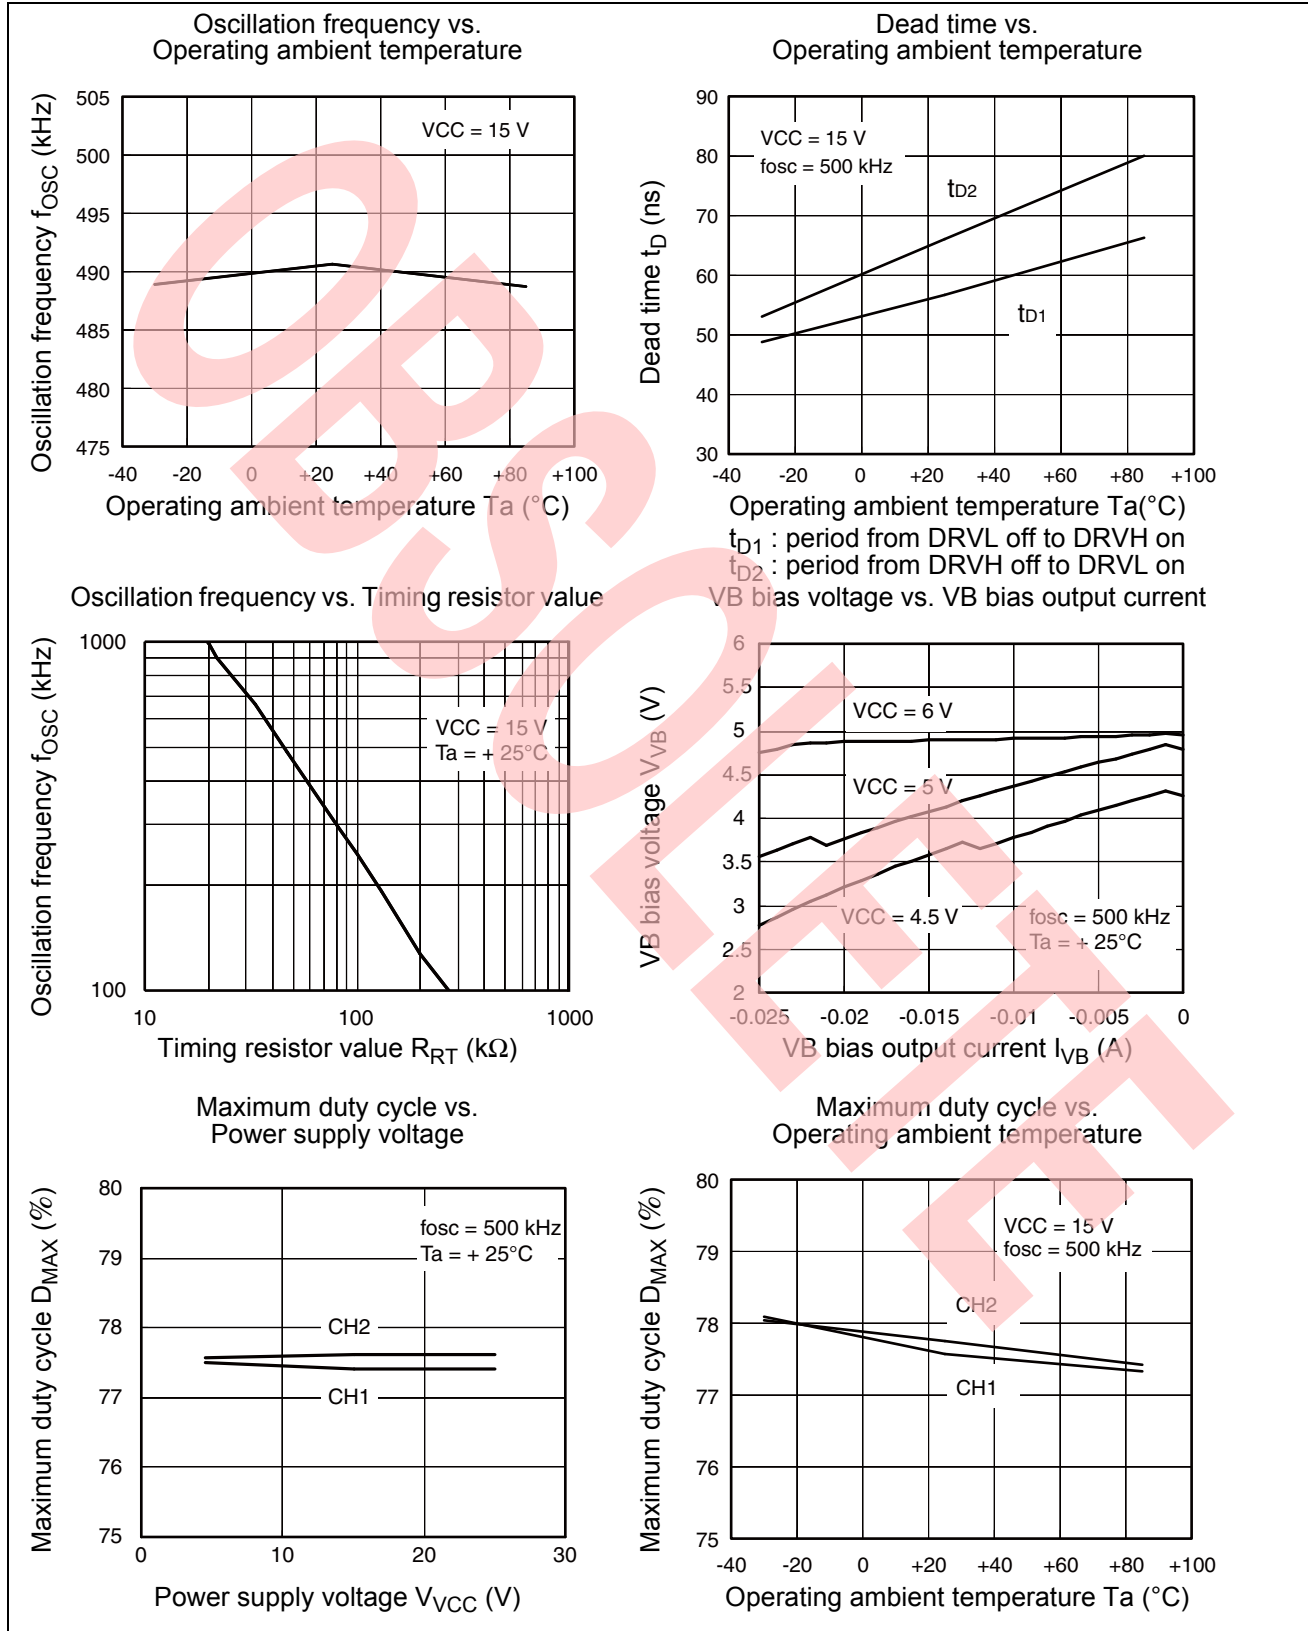 Oscillation frequency vs.
Operating ambient temperature
Oscillation frequency fOSC (kHz)
505
500
495
490
485
480
475
VCC = 15 V
-40 -20 0 +20 +40 +60 +80 +100
Operating ambient temperature Ta (°C)
Dead time vs.
Operating ambient temperature
Dead time tD (ns)
90
80
70
60
50
40
30
VCC = 15 V
fosc = 500 kHz
tD2
tD1
-40 -20 0 +20 +40 +60 +80 +100
Operating ambient temperature Ta(°C)
tD1 : period from DRVL off to DRVH on
tD2 : period from DRVH off to DRVL on
Oscillation frequency vs. Timing resistor value
Oscillation frequency fOSC (kHz)
1000
100
VCC = 15 V
Ta = + 25°C
10 100 1000
Timing resistor value RRT (kΩ)
VB bias voltage vs. VB bias output current
VB bias voltage VVB (V)
6
5.5
5
4.5
4
3.5
3
2.5
2
VCC = 6 V
VCC = 5 V
VCC = 4.5 V
fosc = 500 kHz
Ta = + 25°C
-0.025 -0.02 -0.015 -0.01 -0.005 0
VB bias output current IVB (A)
Maximum duty cycle vs.
Power supply voltage
Maximum duty cycle DMAX (%)
80
79
78
77
76
75
fosc = 500 kHz
Ta = + 25°C
CH2
CH1
0 10 20 30
Power supply voltage VVCC (V)
Maximum duty cycle vs.
Operating ambient temperature
Maximum duty cycle DMAX (%)
80
79
78
77
76
75
VCC = 15 V
fosc = 500 kHz
CH2
CH1
-40 -20 0 +20 +40 +60 +80 +100
Operating ambient temperature Ta (°C)
OBSOLETE